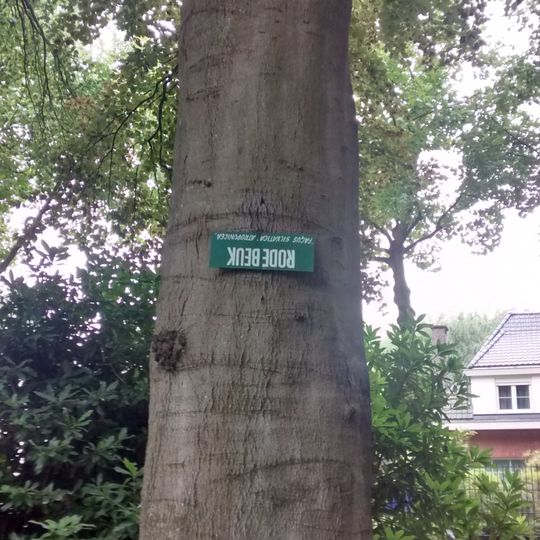 RODE BEUK
FAGUS SYLVATICA 'ATROPUNICEA'